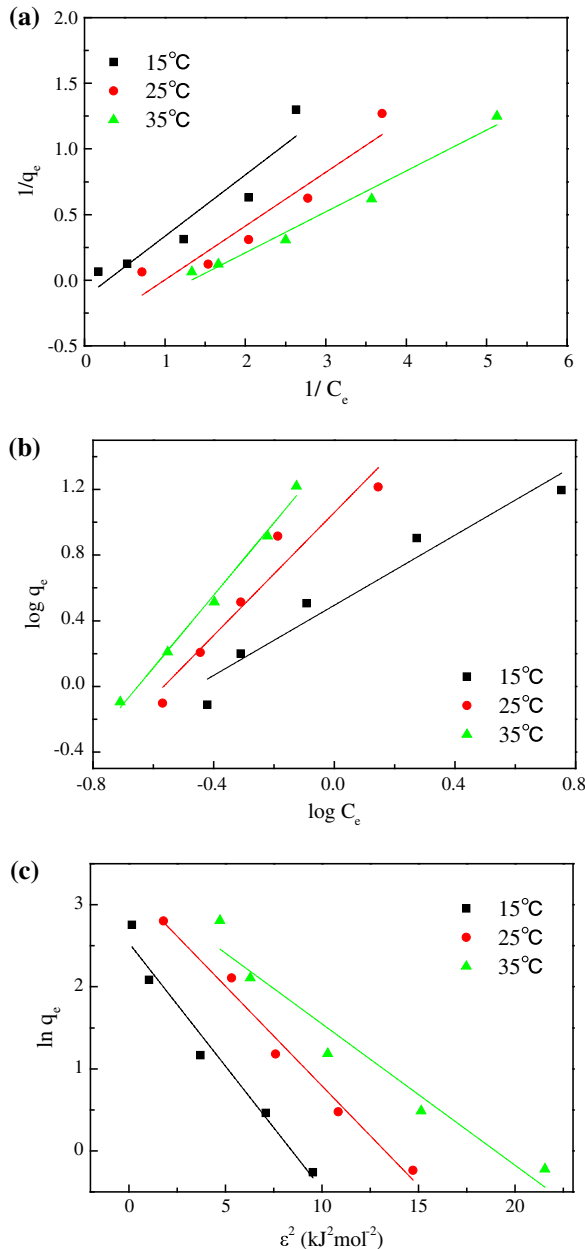 (a)
2.0
1.5
1.0
0.5
0.0
-0.5
1/q_e
15°C
25°C
35°C
0 1 2 3 4 5 6
1/ C_e
(b)
1.2
0.8
0.4
0.0
-0.4
log q_e
15°C
25°C
35°C
-0.8 -0.4 0.0 0.4 0.8
log C_e
(c)
3
2
1
0
ln q_e
15°C
25°C
35°C
0 5 10 15 20
ε² (kJ²mol⁻²)